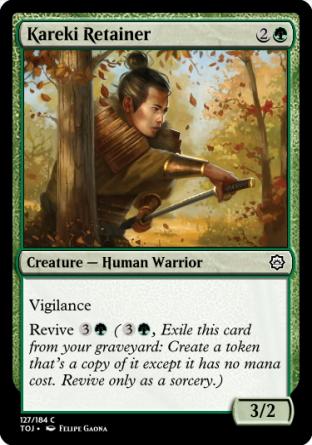 Kareki Retainer 2
Creature — Human Warrior
Vigilance
Revive 3 ( 3 , Exile this card
from your graveyard: Create a token
that's a copy of it except it has no mana
cost. Revive only as a sorcery.)
3/2
127/184 C
TOJ • Felipe Gaona